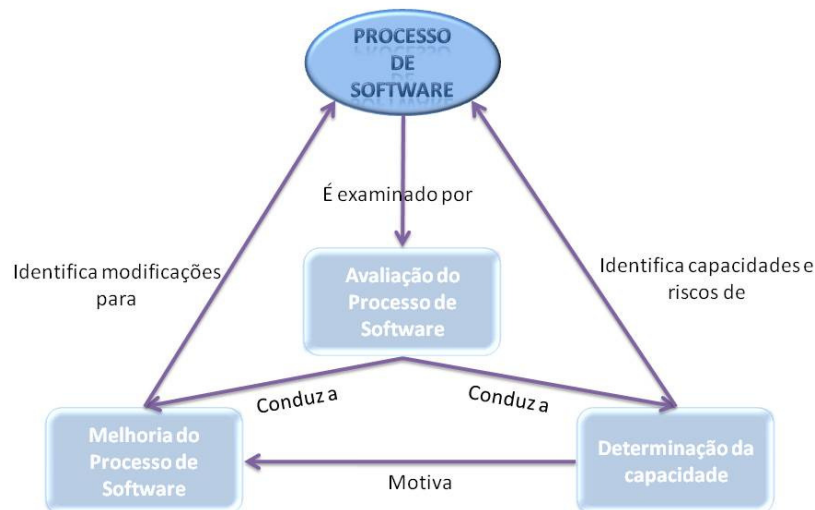 PROCESSO
DE
SOFTWARE
É examinado por
Identifica modificações
para
Avaliação do
Processo de
Software
Identifica capacidades e
riscos de
Conduz a
Conduz a
Melhoria do
Processo de
Software
Motiva
Determinação da
capacidade